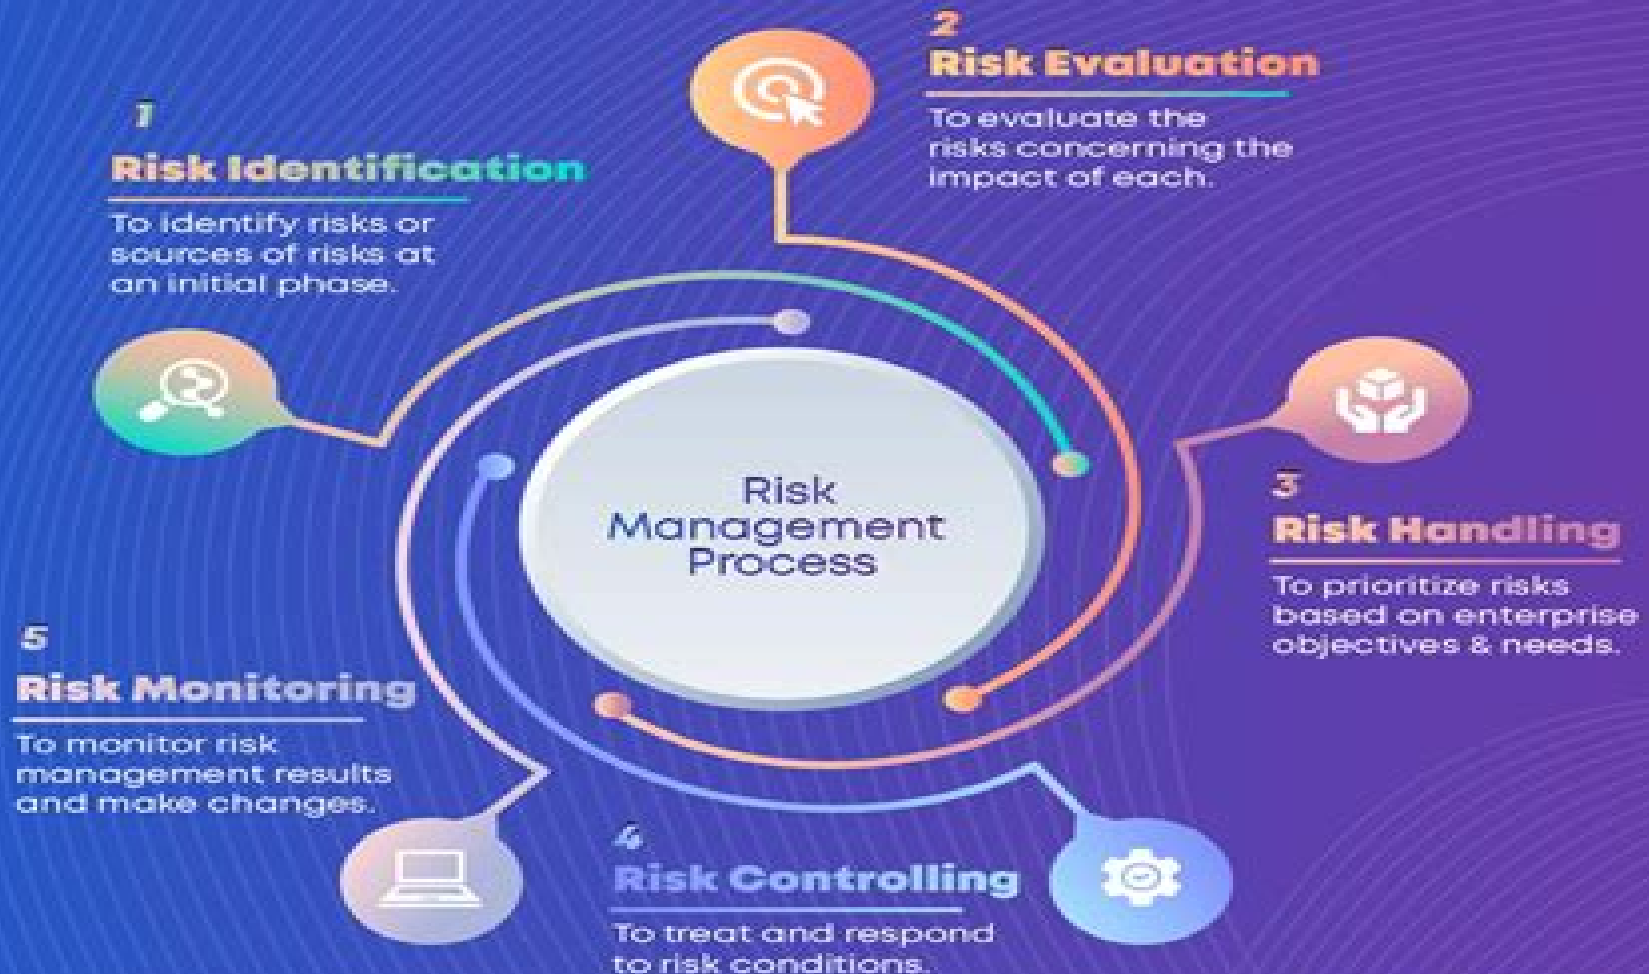 1
Risk Identification
To identify risks or
sources of risks at
an initial phase.
2
Risk Evaluation
To evaluate the
risks concerning the
impact of each.
3
Risk Handling
To prioritize risks
based on enterprise
objectives & needs.
4
Risk Controlling
To treat and respond
to risk conditions.
5
Risk Monitoring
To monitor risk
management results
and make changes.
Risk
Management
Process